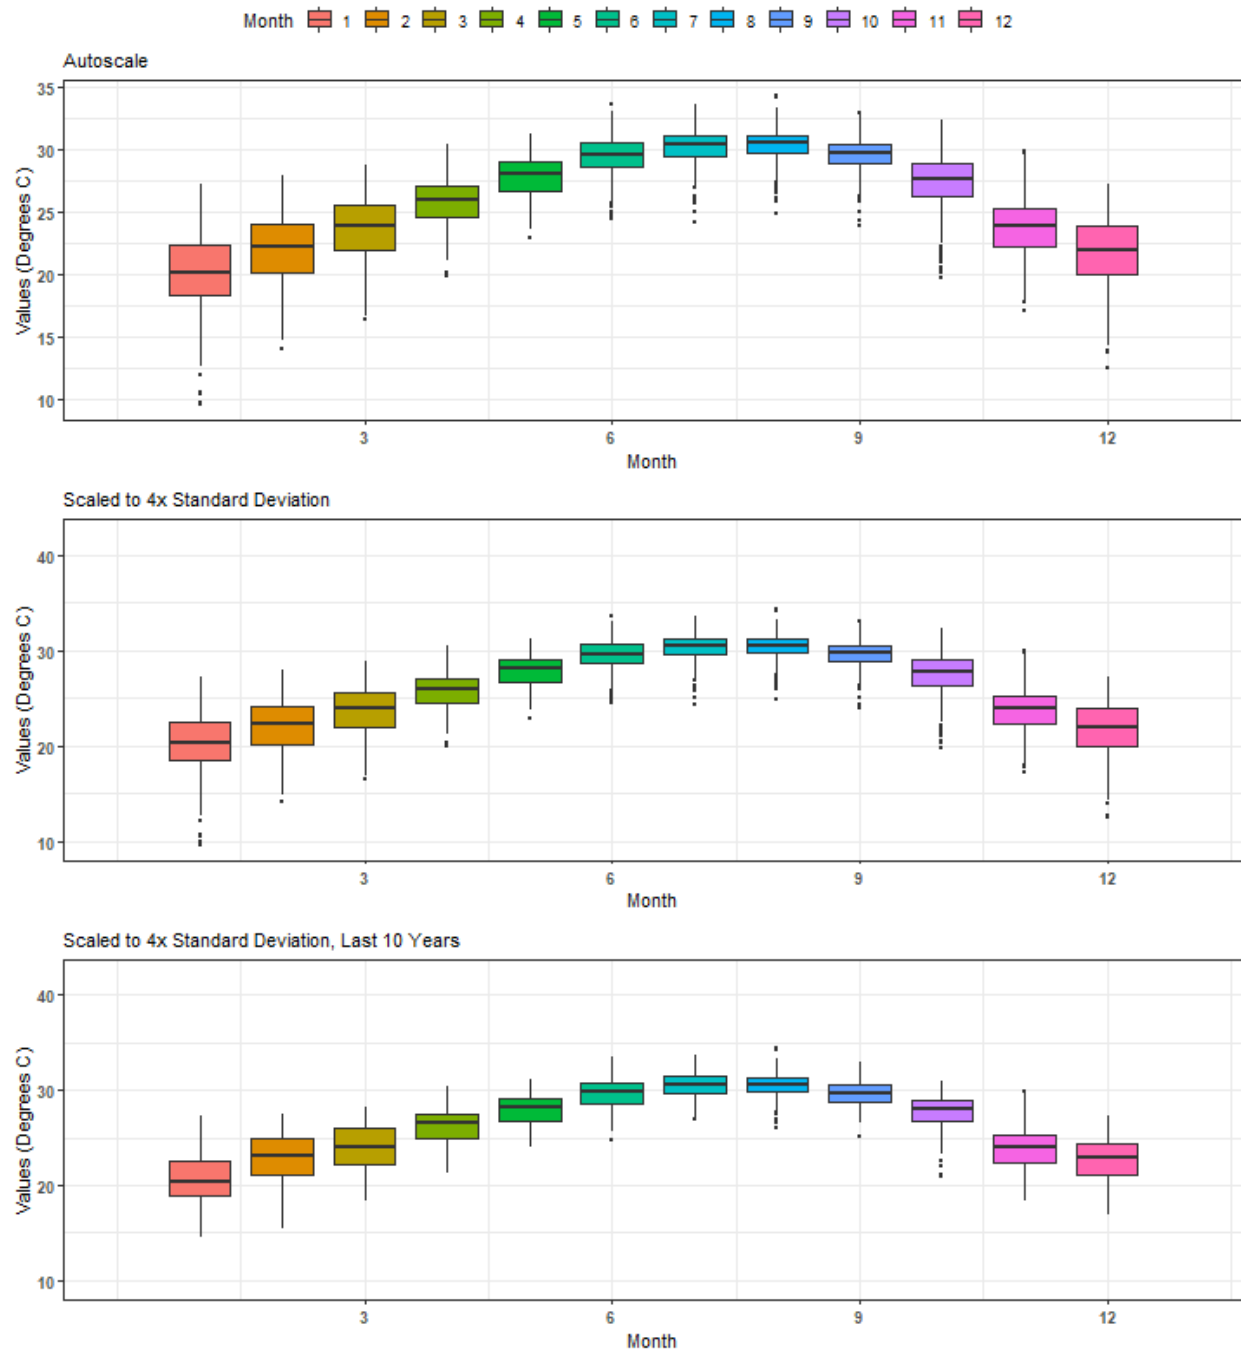 Month 1 2 3 4 5 6 7 8 9 10 11 12
Autoscale
Values (Degrees C)
35
30
25
20
15
10
3 6 9 12
Month
Scaled to 4x Standard Deviation
Values (Degrees C)
40
30
20
10
3 6 9 12
Month
Scaled to 4x Standard Deviation, Last 10 Years
Values (Degrees C)
40
30
20
10
3 6 9 12
Month